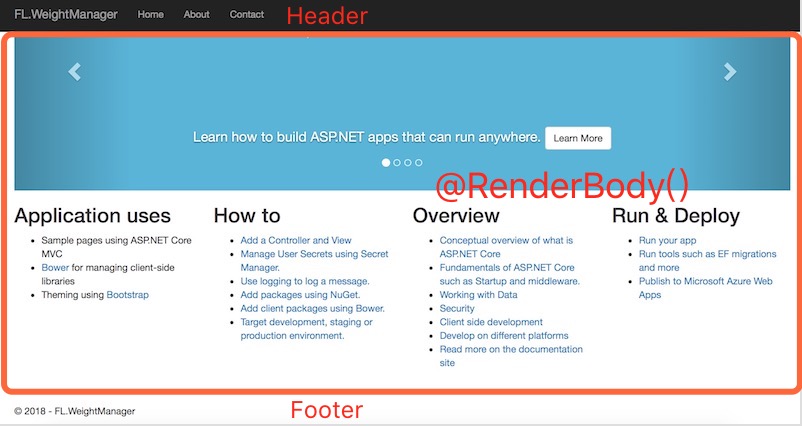 FL.WeightManager Home About Contact Header
Learn how to build ASP.NET apps that can run anywhere. Learn More
@RenderBody()
Application uses
Sample pages using ASP.NET Core
MVC
Bower for managing client-side
libraries
Theming using Bootstrap
How to
Add a Controller and View
Manage User Secrets using Secret
Manager.
Use logging to log a message.
Add packages using NuGet.
Add client packages using Bower.
Target development, staging or
production environment.
Overview
Conceptual overview of what is
ASP.NET Core
Fundamentals of ASP.NET Core
such as Startup and middleware.
Working with Data
Security
Client side development
Develop on different platforms
Read more on the documentation
site
Run & Deploy
Run your app
Run tools such as EF migrations
and more
Publish to Microsoft Azure Web
Apps
Footer
© 2018 - FL.WeightManager